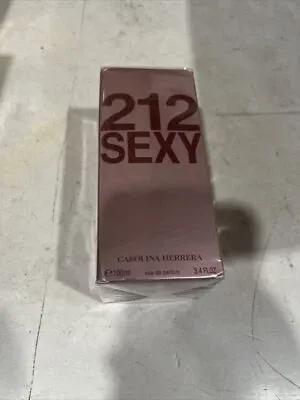 212
SEXY
CAROLINA HERRERA
℮100ml eau de parfum 3.4 FL.OZ